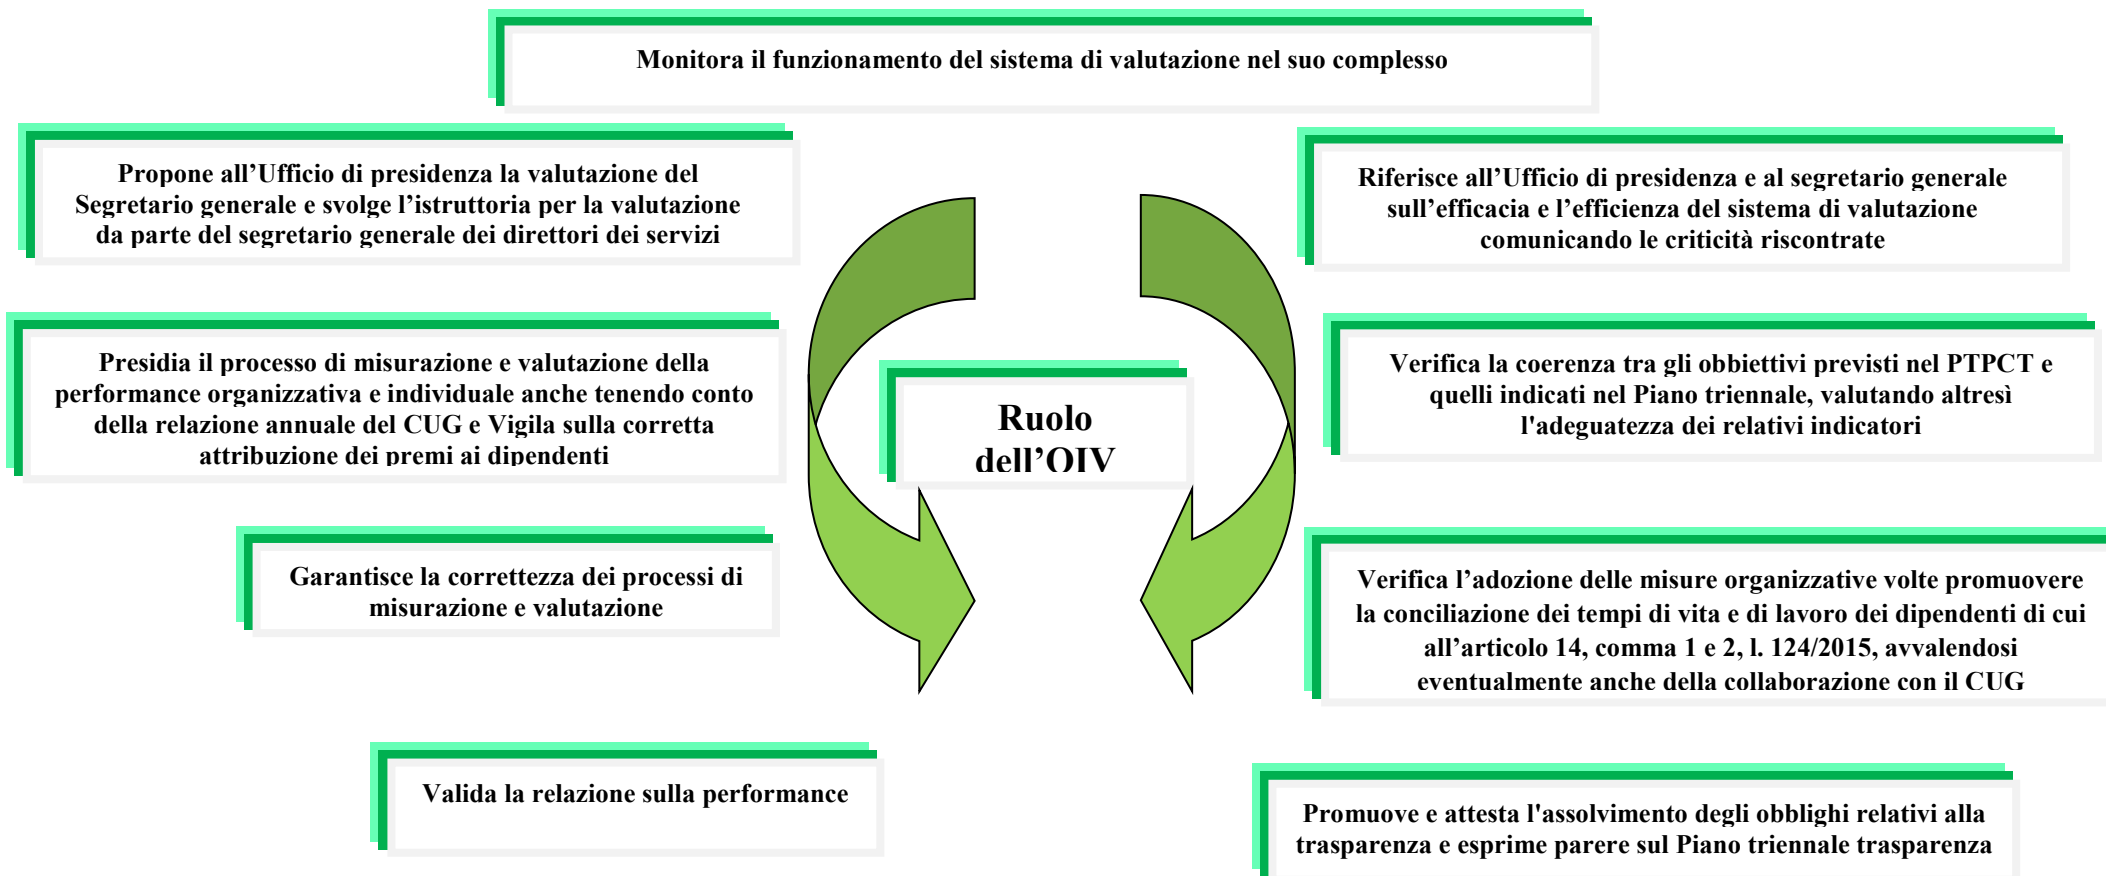 Monitora il funzionamento del sistema di valutazione nel suo complesso
Propone all’Ufficio di presidenza la valutazione del
Segretario generale e svolge l’istruttoria per la valutazione
da parte del segretario generale dei direttori dei servizi
Riferisce all’Ufficio di presidenza e al segretario generale
sull’efficacia e l’efficienza del sistema di valutazione
comunicando le criticità riscontrate
Presidia il processo di misurazione e valutazione della
performance organizzativa e individuale anche tenendo conto
della relazione annuale del CUG e Vigila sulla corretta
attribuzione dei premi ai dipendenti
Ruolo
dell’OIV
Verifica la coerenza tra gli obbiettivi previsti nel PTPCT e
quelli indicati nel Piano triennale, valutando altresì
l'adeguatezza dei relativi indicatori
Garantisce la correttezza dei processi di
misurazione e valutazione
Verifica l’adozione delle misure organizzative volte promuovere
la conciliazione dei tempi di vita e di lavoro dei dipendenti di cui
all’articolo 14, comma 1 e 2, l. 124/2015, avvalendosi
eventualmente anche della collaborazione con il CUG
Valida la relazione sulla performance
Promuove e attesta l'assolvimento degli obblighi relativi alla
trasparenza e esprime parere sul Piano triennale trasparenza